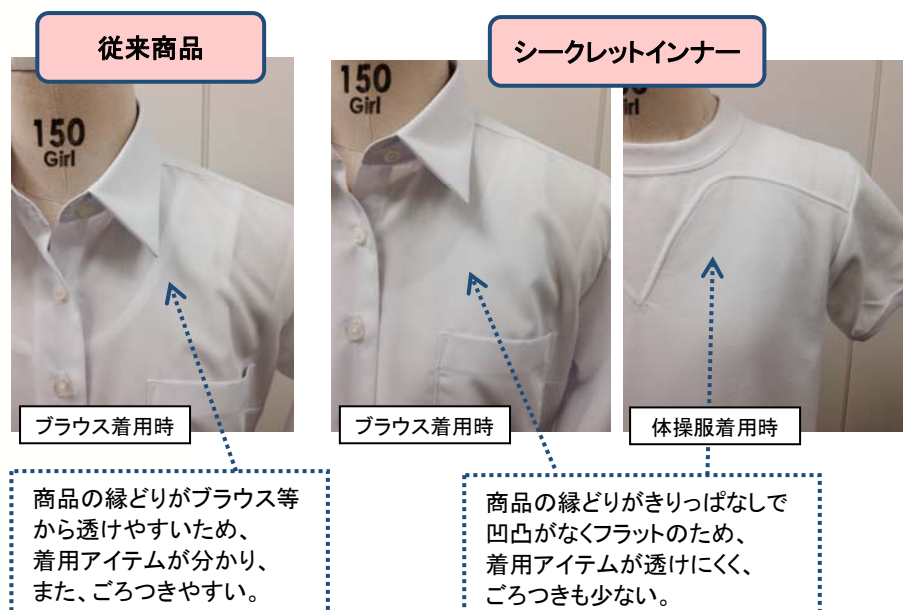 従来商品
シークレットインナー
150
Girl
150
Girl
irl
ブラウス着用時
ブラウス着用時
体操服着用時
商品の縁どりがブラウス等
から透けやすいため、
着用アイテムが分かり、
また、ごろつきやすい。
商品の縁どりがきりっぱなしで
凹凸がなくフラットのため、
着用アイテムが透けにくく、
ごろつきも少ない。